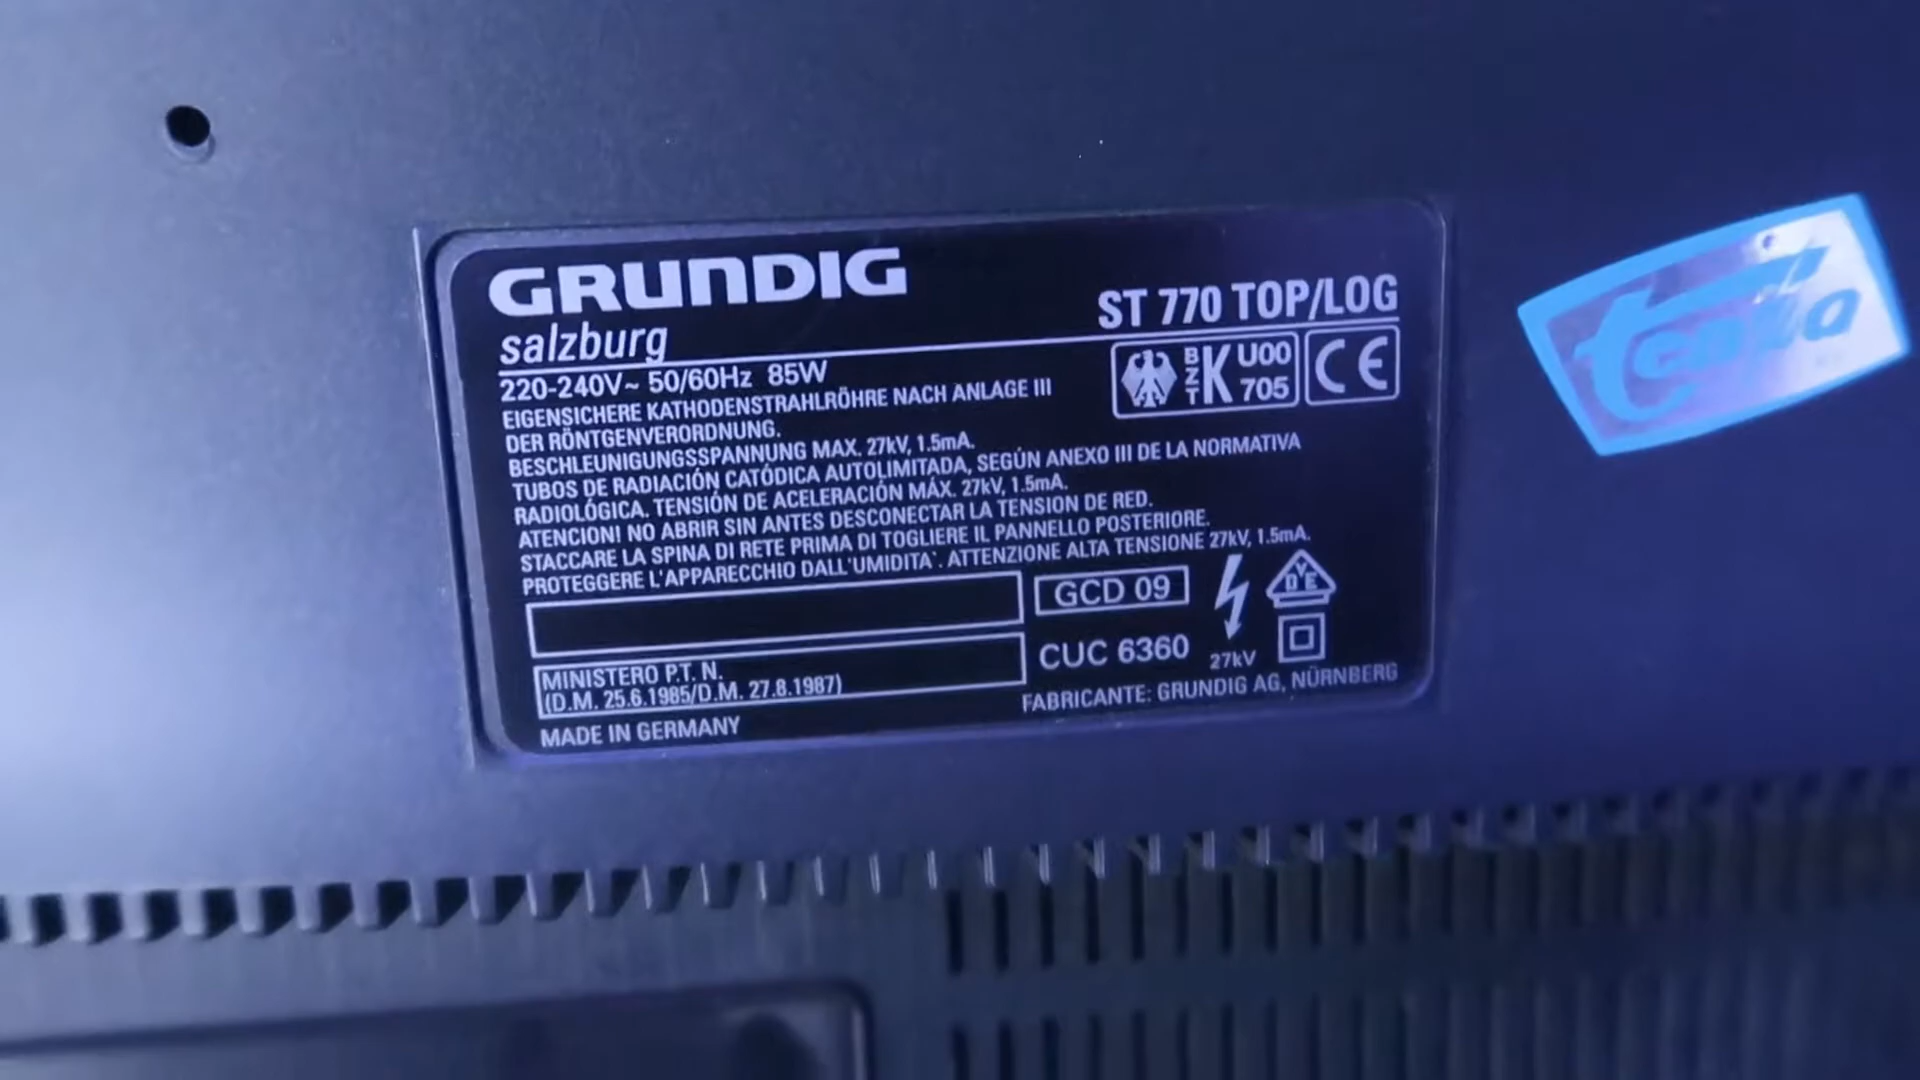 GRUNDIG
salzburg
ST 770 TOP/LOG
220-240V~ 50/60Hz 85W
BZT K U00 705
CE
EIGENSICHERE KATHODENSTRAHLRÖHRE NACH ANLAGE III
DER RÖNTGENVERORDNUNG.
BESCHLEUNIGUNGSSPANNUNG MAX. 27kV, 1.5mA.
TUBOS DE RADIACIÓN CATÓDICA AUTOLIMITADA, SEGÚN ANEXO III DE LA NORMATIVA
RADIOLÓGICA. TENSIÓN DE ACELERACIÓN MÁX. 27kV, 1.5mA.
ATENCION! NO ABRIR SIN ANTES DESCONECTAR LA TENSION DE RED.
STACCARE LA SPINA DI RETE PRIMA DI TOGLIERE IL PANNELLO POSTERIORE.
PROTEGGERE L'APPARECCHIO DALL'UMIDITA`. ATTENZIONE ALTA TENSIONE 27kV, 1.5mA.
GCD 09
VDE
CUC 6360
27kV
MINISTERO P.T. N.
(D.M. 25.6.1985/D.M. 27.8.1987)
FABRICANTE: GRUNDIG AG, NÜRNBERG
MADE IN GERMANY